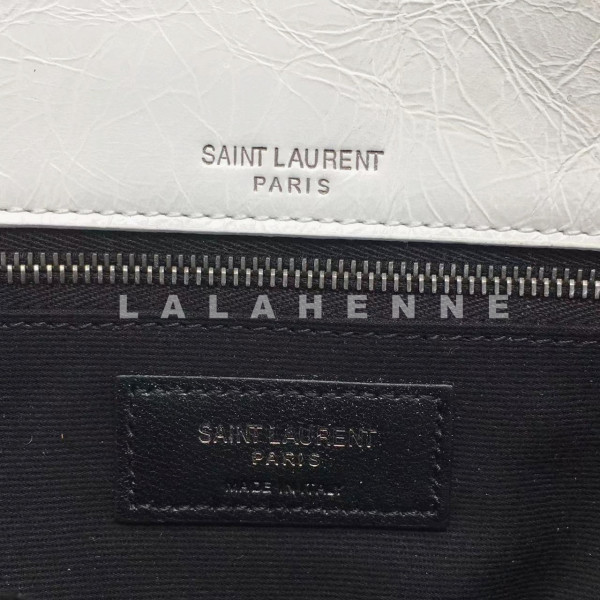 SAINT LAURENT
PARIS
LALAHENNE
SAINT LAURENT
PARIS
MADE IN ITALY